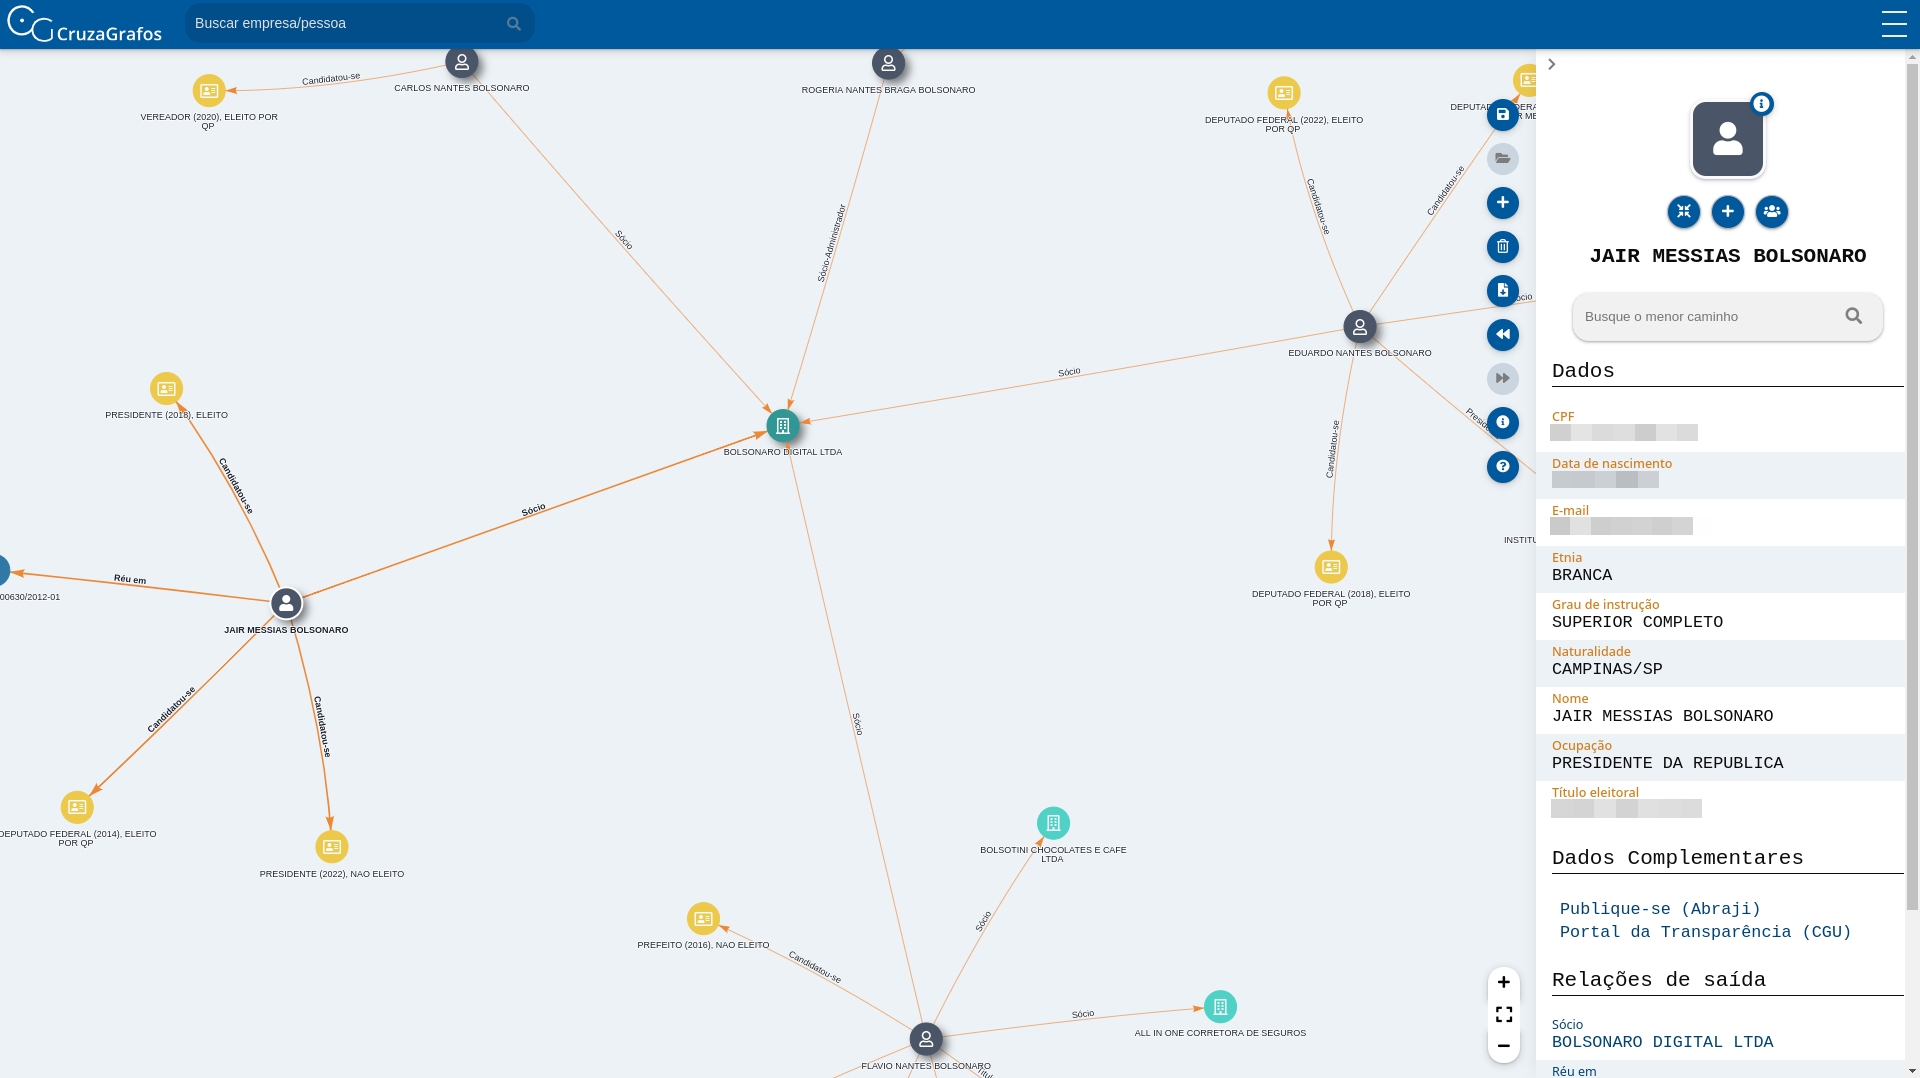 CruzaGrafos
Buscar empresa/pessoa
Candidatou-se
CARLOS NANTES BOLSONARO
VEREADOR (2020), ELEITO POR
QP
ROGERIA NANTES BRAGA BOLSONARO
DEPUTADO FEDERAL (2022), ELEITO
POR QP
Candidatou-se
Candidatou-se
Sócio
Sócio-Administrador
EDUARDO NANTES BOLSONARO
Sócio
PRESIDENTE (2018), ELEITO
BOLSONARO DIGITAL LTDA
Candidatou-se
Candidatou-se
Sócio
Réu em
00630/2012-01
JAIR MESSIAS BOLSONARO
DEPUTADO FEDERAL (2018), ELEITO
POR QP
Candidatou-se
Candidatou-se
Sócio
DEPUTADO FEDERAL (2014), ELEITO
POR QP
PRESIDENTE (2022), NAO ELEITO
BOLSOTINI CHOCOLATES E CAFE
LTDA
PREFEITO (2016), NAO ELEITO
Candidatou-se
Sócio
Sócio
ALL IN ONE CORRETORA DE SEGUROS
FLAVIO NANTES BOLSONARO
JAIR MESSIAS BOLSONARO
Busque o menor caminho
Dados
CPF
Data de nascimento
E-mail
Etnia
BRANCA
Grau de instrução
SUPERIOR COMPLETO
Naturalidade
CAMPINAS/SP
Nome
JAIR MESSIAS BOLSONARO
Ocupação
PRESIDENTE DA REPUBLICA
Título eleitoral
Dados Complementares
Publique-se (Abraji)
Portal da Transparência (CGU)
Relações de saída
Sócio
BOLSONARO DIGITAL LTDA
Réu em